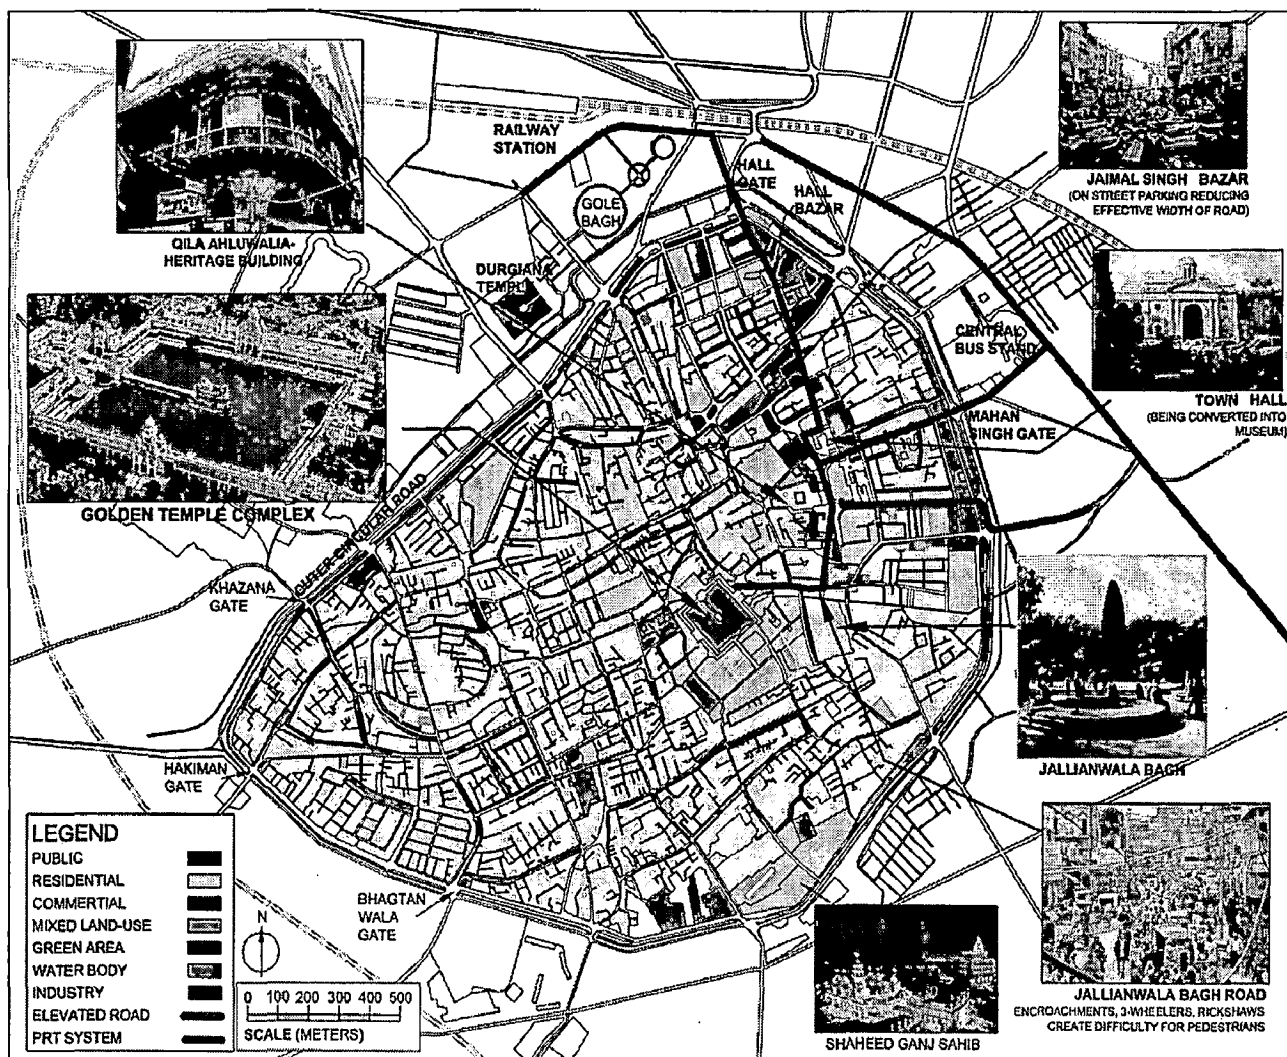 RAILWAY
STATION
HALL
GATE
HALL
BAZAR
GOLE
BAGH
JAIMAL SINGH BAZAR
(ON STREET PARKING REDUCING
EFFECTIVE WIDTH OF ROAD)
QILA AHLUWALIA-
HERITAGE BUILDING
DURGIANA
TEMPLE
CENTRAL
BUS STAND
TOWN HALL
(BEING CONVERTED INTO
MUSEUM)
MAHAN
SINGH GATE
GOLDEN TEMPLE COMPLEX
OUTER CIRCULAR ROAD
KHAZANA
GATE
JALLIANWALA BAGH
HAKIMAN
GATE
LEGEND
PUBLIC
RESIDENTIAL
COMMERTIAL
MIXED LAND-USE
GREEN AREA
WATER BODY
INDUSTRY
ELEVATED ROAD
PRT SYSTEM
N
0 100 200 300 400 500
SCALE (METERS)
BHAGTAN
WALA
GATE
SHAHEED GANJ SAHIB
JALLIANWALA BAGH ROAD
ENCROACHMENTS, 3-WHEELERS, RICKSHAWS
CREATE DIFFICULTY FOR PEDESTRIANS